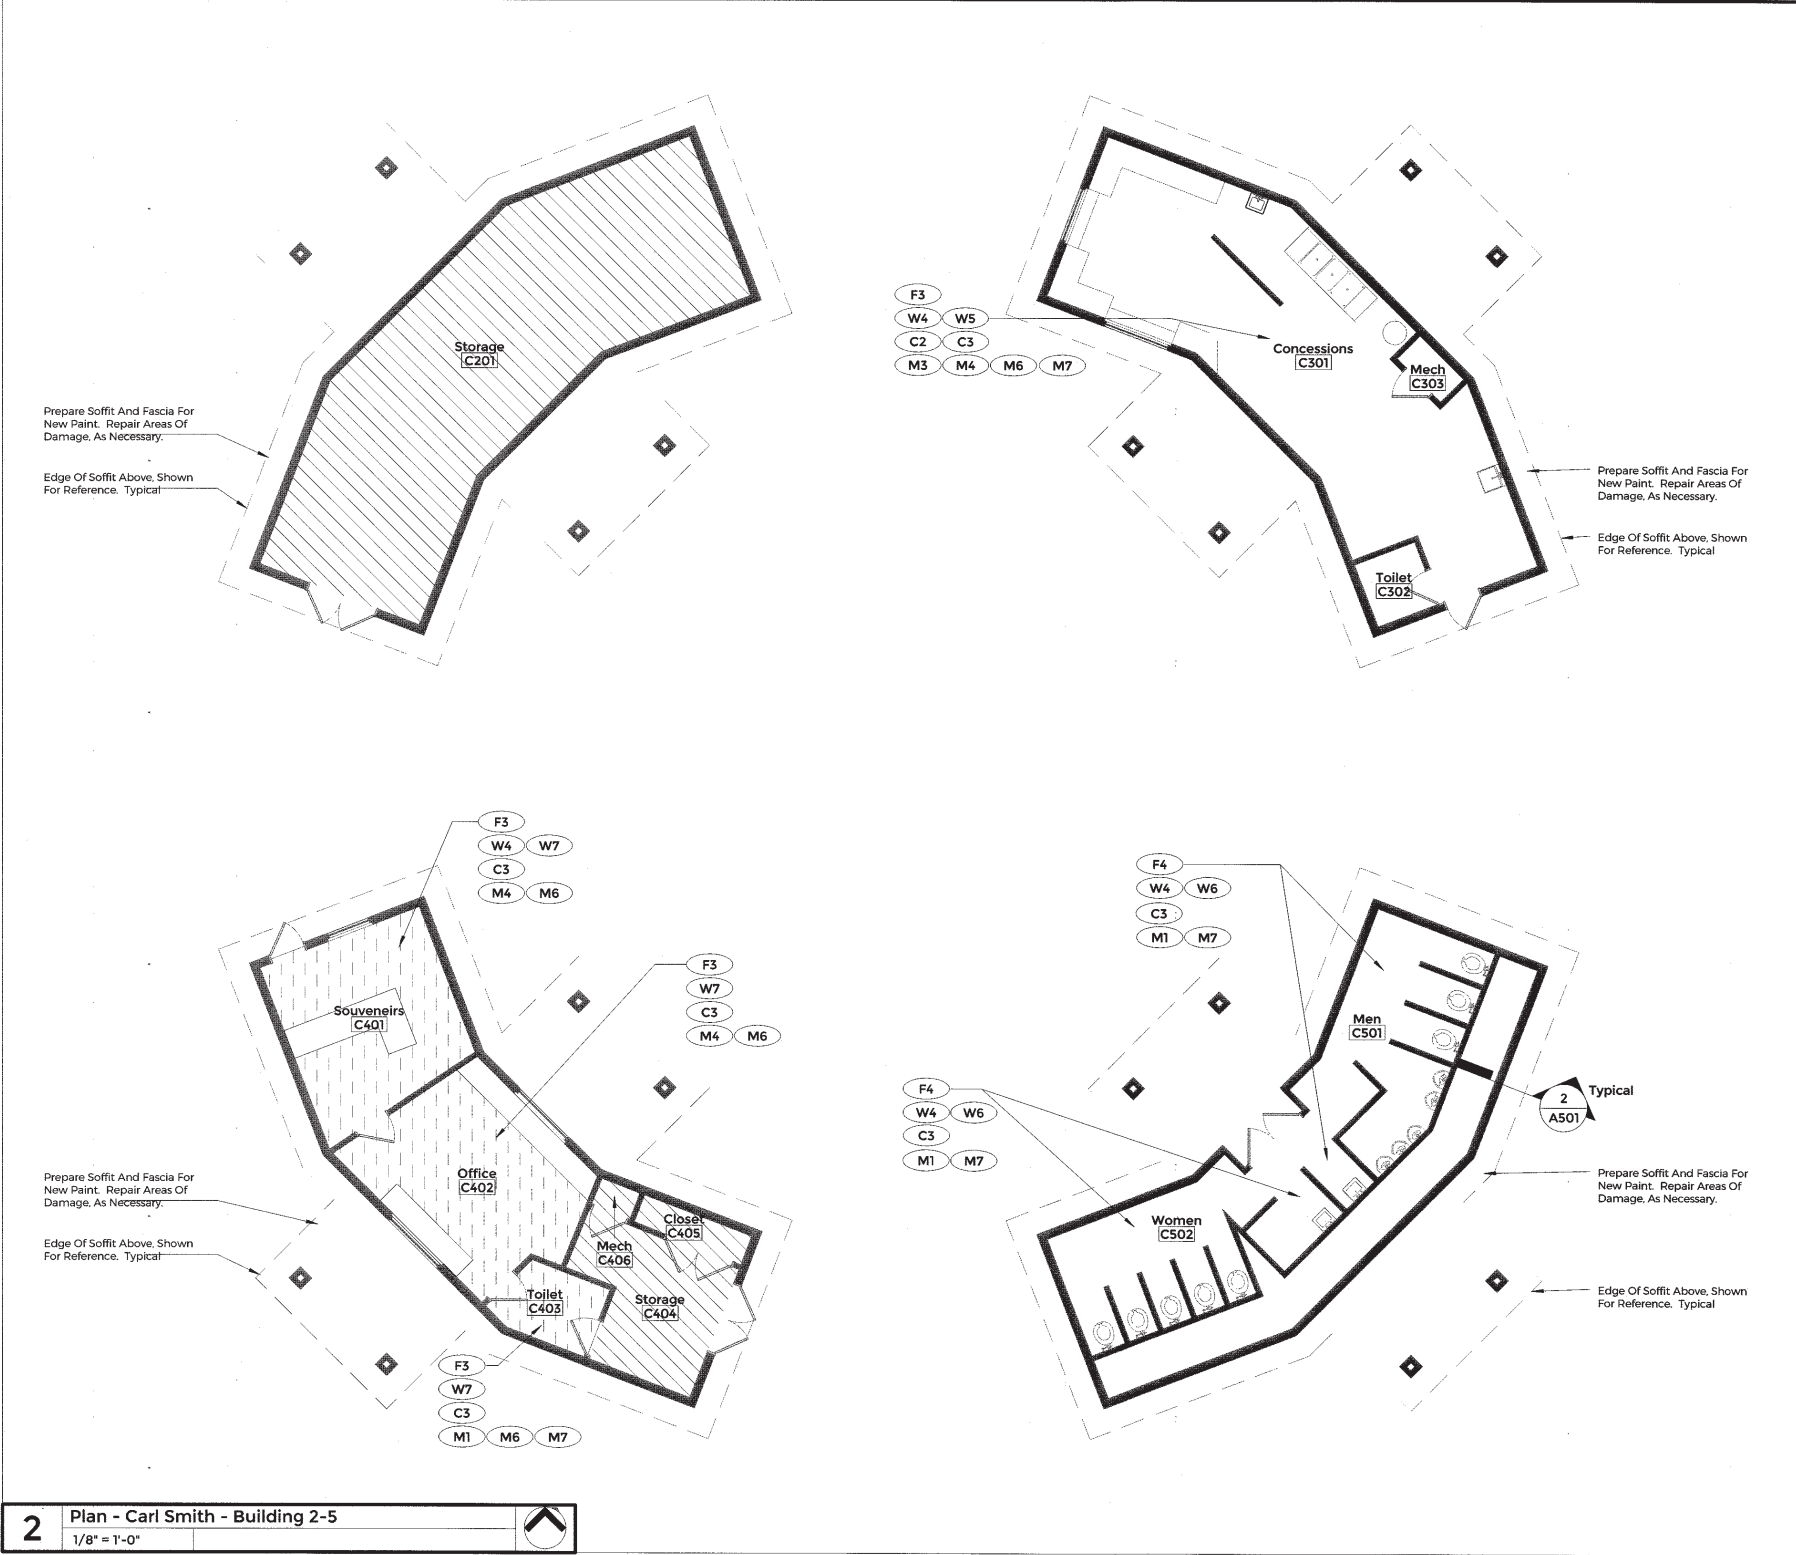 Storage
C201
Prepare Soffit And Fascia For
New Paint. Repair Areas Of
Damage, As Necessary.
Edge Of Soffit Above, Shown
For Reference. Typical
F3
W4 W5
C2 C3
M3 M4 M6 M7
Concessions
C301
Mech
C303
Toilet
C302
Prepare Soffit And Fascia For
New Paint. Repair Areas Of
Damage, As Necessary.
Edge Of Soffit Above, Shown
For Reference. Typical
F3
W4 W7
C3
M4 M6
F3
W7
C3
M4 M6
Souveneirs
C401
Office
C402
Closet
C405
Mech
C406
Toilet
C403
Storage
C404
Prepare Soffit And Fascia For
New Paint. Repair Areas Of
Damage, As Necessary.
Edge Of Soffit Above, Shown
For Reference. Typical
F3
W7
C3
M1 M6 M7
F4
W4 W6
C3
M1 M7
F4
W4 W6
C3
M1 M7
Men
C501
Women
C502
2
A501
Typical
Prepare Soffit And Fascia For
New Paint. Repair Areas Of
Damage, As Necessary.
Edge Of Soffit Above, Shown
For Reference. Typical
2
Plan - Carl Smith - Building 2-5
1/8" = 1'-0"